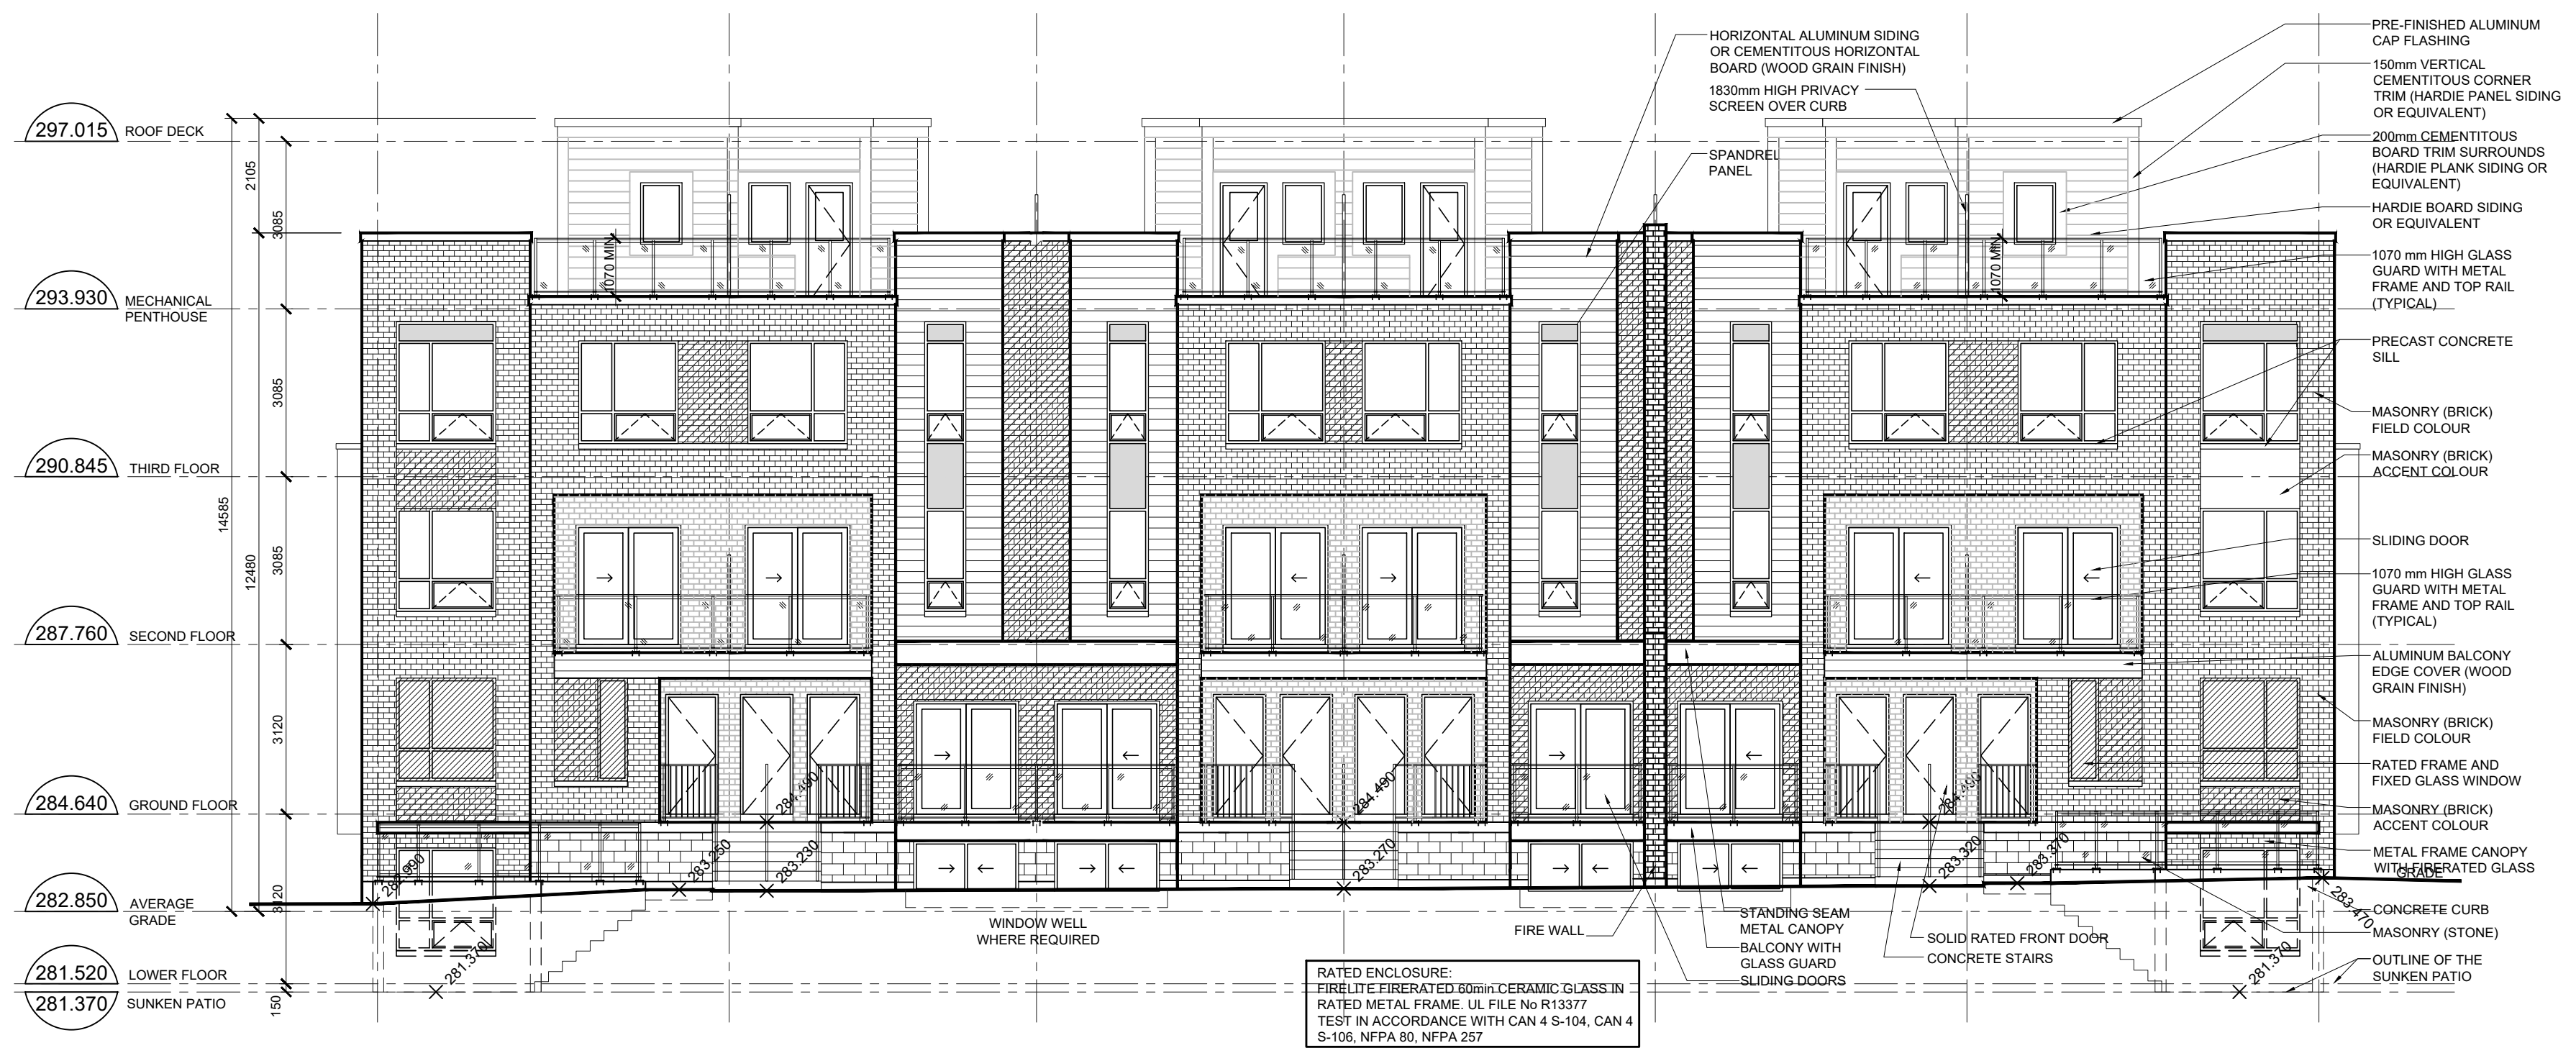 HORIZONTAL ALUMINUM SIDING
OR CEMENTITOUS HORIZONTAL
BOARD (WOOD GRAIN FINISH)
1830mm HIGH PRIVACY
SCREEN OVER CURB
SPANDREL
PANEL
PRE-FINISHED ALUMINUM
CAP FLASHING
150mm VERTICAL
CEMENTITOUS CORNER
TRIM (HARDIE PANEL SIDING
OR EQUIVALENT)
200mm CEMENTITOUS
BOARD TRIM SURROUNDS
(HARDIE PLANK SIDING OR
EQUIVALENT)
HARDIE BOARD SIDING
OR EQUIVALENT
1070 mm HIGH GLASS
GUARD WITH METAL
FRAME AND TOP RAIL
(TYPICAL)
PRECAST CONCRETE
SILL
MASONRY (BRICK)
FIELD COLOUR
MASONRY (BRICK)
ACCENT COLOUR
SLIDING DOOR
1070 mm HIGH GLASS
GUARD WITH METAL
FRAME AND TOP RAIL
(TYPICAL)
ALUMINUM BALCONY
EDGE COVER (WOOD
GRAIN FINISH)
MASONRY (BRICK)
FIELD COLOUR
RATED FRAME AND
FIXED GLASS WINDOW
MASONRY (BRICK)
ACCENT COLOUR
METAL FRAME CANOPY
WITH FIRERATED GLASS
GRADE
CONCRETE CURB
MASONRY (STONE)
OUTLINE OF THE
SUNKEN PATIO
297.015 ROOF DECK
293.930 MECHANICAL
PENTHOUSE
290.845 THIRD FLOOR
287.760 SECOND FLOOR
284.640 GROUND FLOOR
282.850 AVERAGE
GRADE
281.520 LOWER FLOOR
281.370 SUNKEN PATIO
14585
2105
12480
3085
3085
3085
3120
3120
150
1070 MIN
1070 MIN
282.990
281.370
283.250
283.230
284.490
284.490
283.270
284.490
283.320
283.370
283.470
281.370
WINDOW WELL
WHERE REQUIRED
FIRE WALL
STANDING SEAM
METAL CANOPY
BALCONY WITH
GLASS GUARD
SLIDING DOORS
SOLID RATED FRONT DOOR
CONCRETE STAIRS
RATED ENCLOSURE:
FIRELITE FIRERATED 60min CERAMIC GLASS IN
RATED METAL FRAME. UL FILE No R13377
TEST IN ACCORDANCE WITH CAN 4 S-104, CAN 4
S-106, NFPA 80, NFPA 257